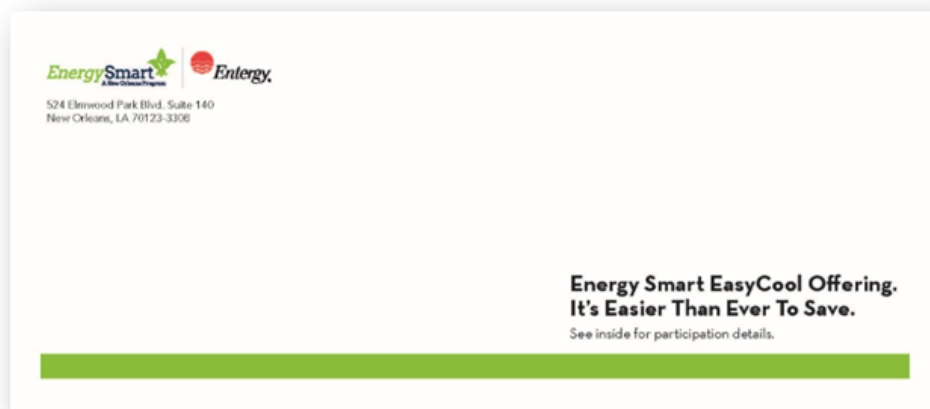 EnergySmart
A New Orleans Program
Entergy
524 Elmwood Park Blvd. Suite 140
New Orleans, LA 70123-3308
Energy Smart EasyCool Offering.
It's Easier Than Ever To Save.
See inside for participation details.